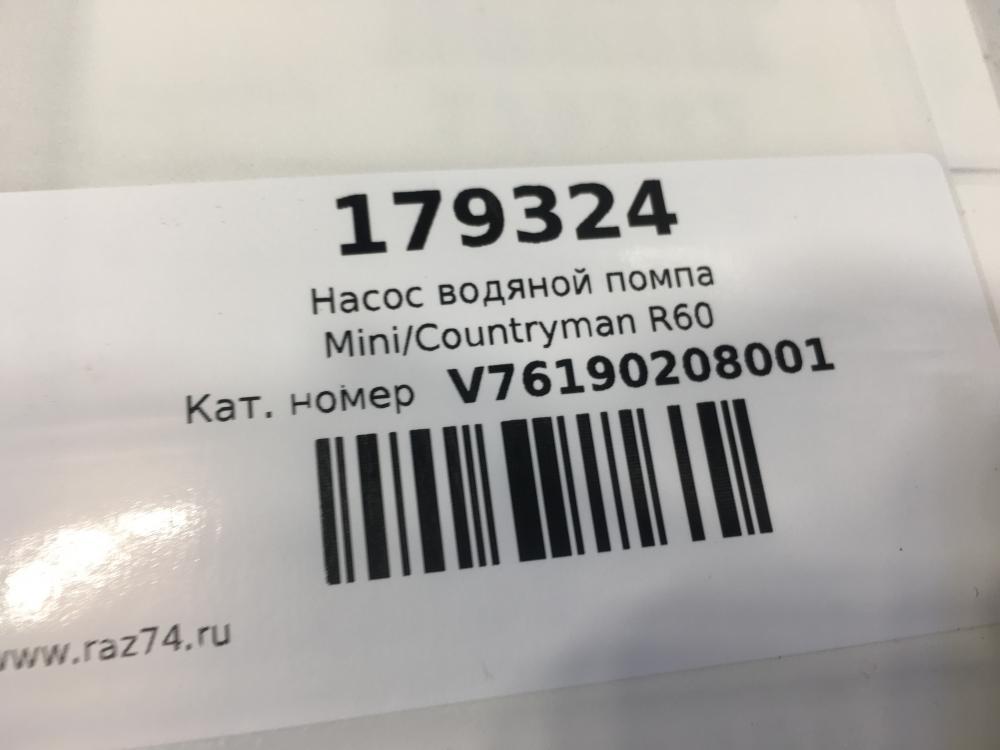 179324
Насос водяной помпа
Mini/Countryman R60
Кат. номер V76190208001
www.raz74.ru